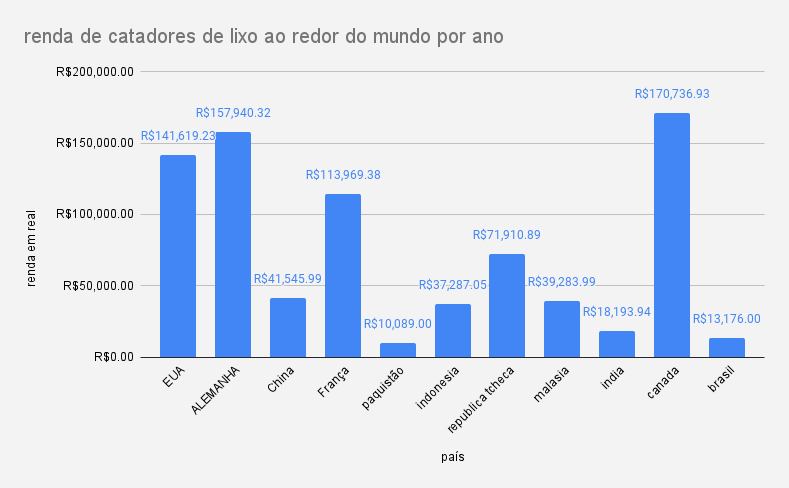 renda de catadores de lixo ao redor do mundo por ano
R$200,000.00
R$150,000.00
R$100,000.00
R$50,000.00
R$0.00
renda em real
R$141,619.23
R$157,940.32
R$41,545.99
R$113,969.38
R$10,089.00
R$37,287.05
R$71,910.89
R$39,283.99
R$18,193.94
R$170,736.93
R$13,176.00
EUA
ALEMANHA
China
França
paquistão
indonesia
republica tcheca
malasia
india
canada
brasil
país